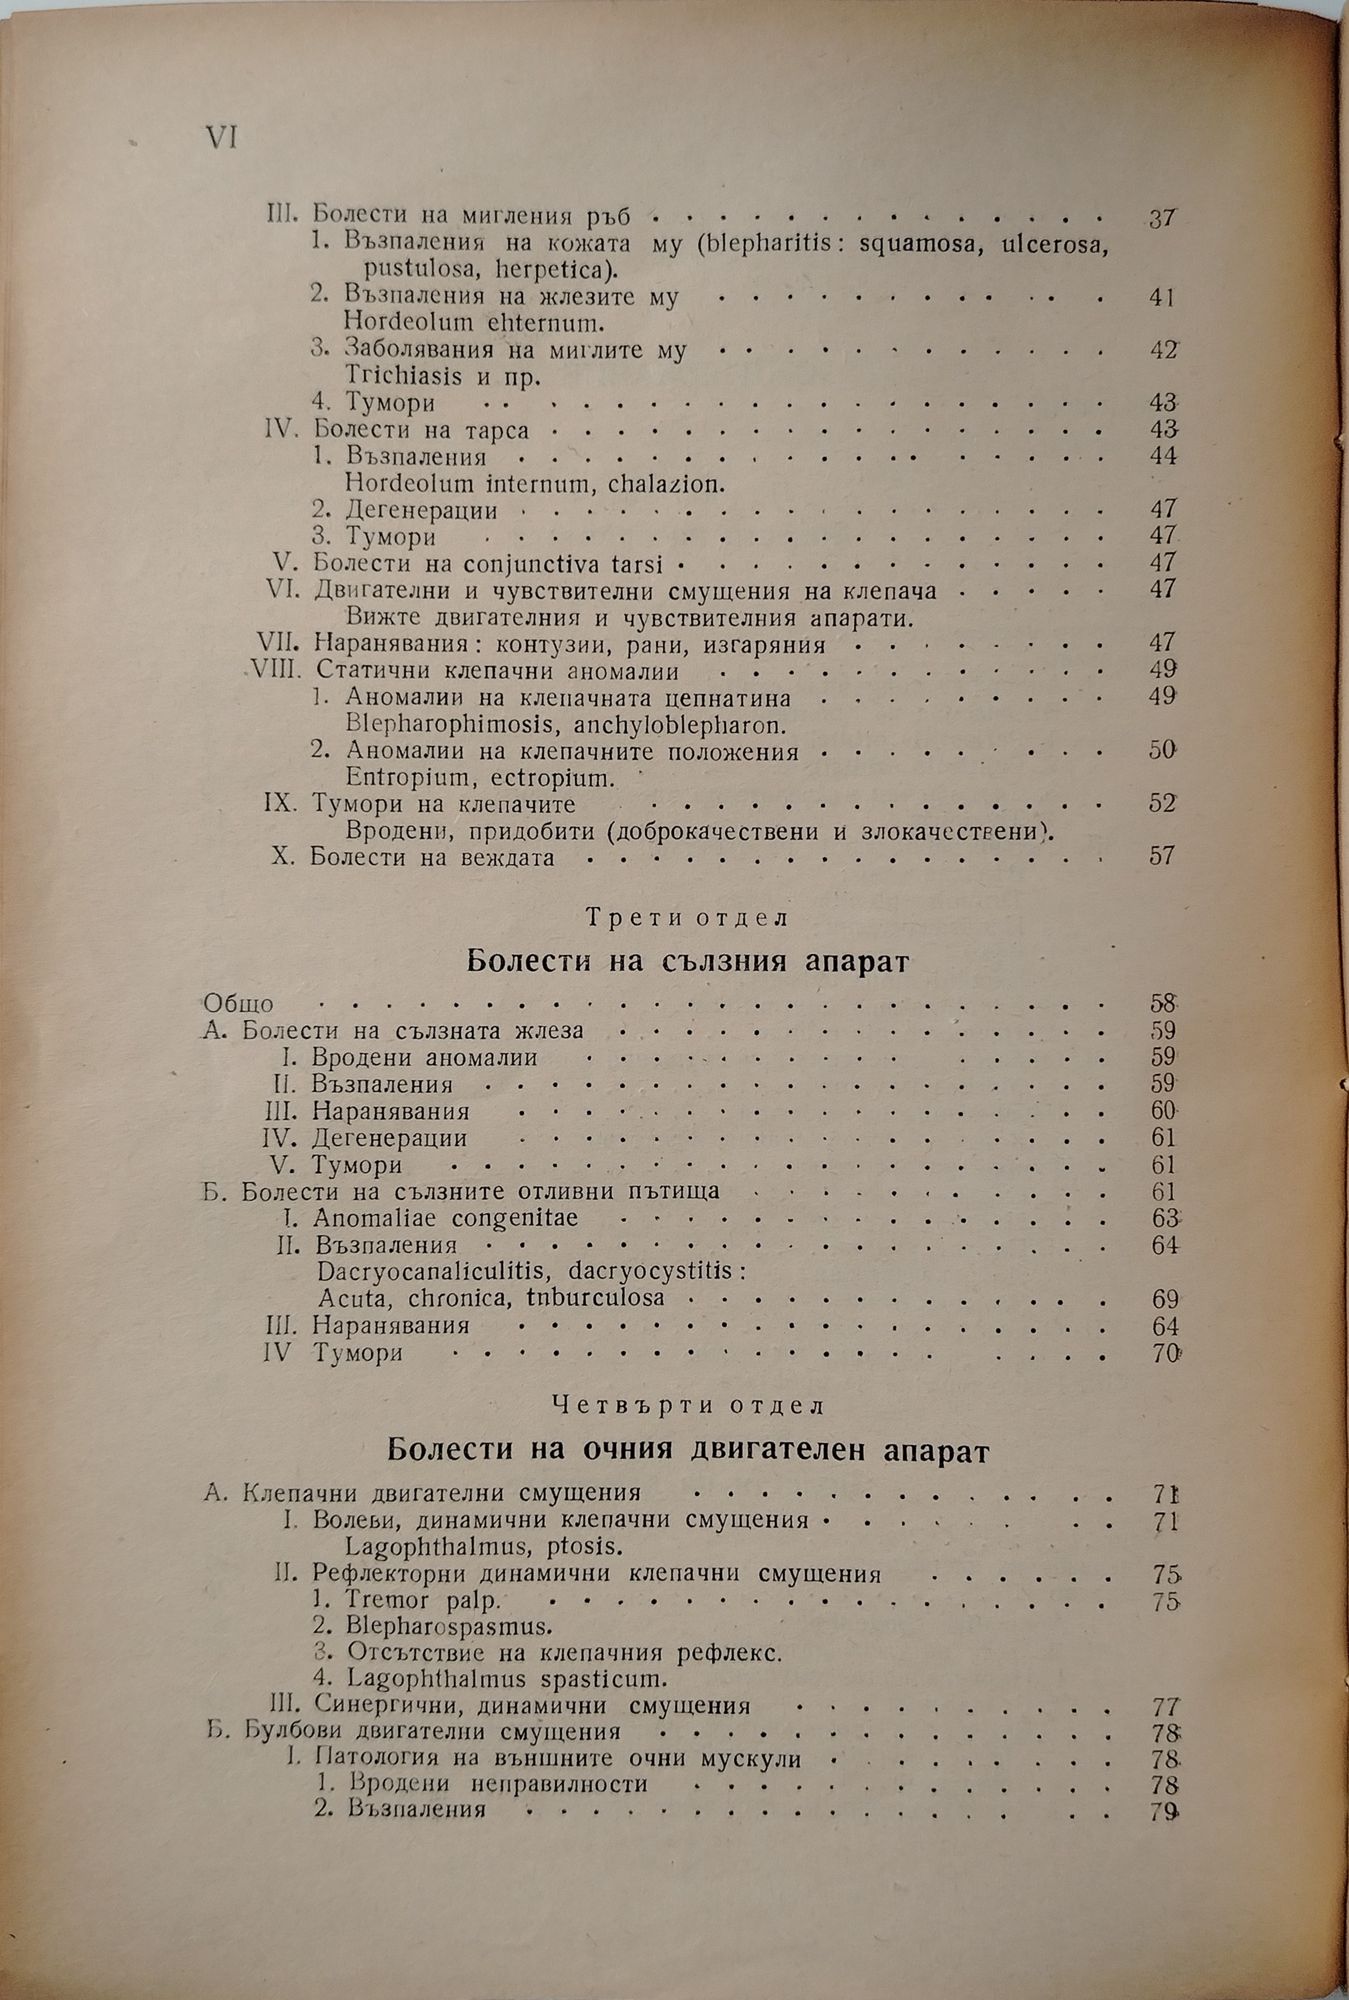 VI
III. Болести на мигления ръб . . . . . . . . . . . . . . 37
1. Възпаления на кожата му (blepharitis: squamosa, ulcerosa,
pustulosa, herpetica).
2. Възпаления на жлезите му . . . . . . . . . . . . 41
Hordeolum ehternum.
3. Заболявания на миглите му . . . . . . . . . . . . 42
Trichiasis и пр.
4. Тумори . . . . . . . . . . . . . . . . . . . 43
IV. Болести на тарса . . . . . . . . . . . . . . . . . 43
1. Възпаления . . . . . . . . . . . . . . . . . . 44
Hordeolum internum, chalazion.
2. Дегенерации . . . . . . . . . . . . . . . . . . 47
3. Тумори . . . . . . . . . . . . . . . . . . . 47
V. Болести на conjunctiva tarsi . . . . . . . . . . . . . 47
VI. Двигателни и чувствителни смущения на клепача . . . . . 47
Вижте двигателния и чувствителния апарати.
VII. Наранявания: контузии, рани, изгаряния . . . . . . . . 47
VIII. Статични клепачни аномалии . . . . . . . . . . . . 49
1. Аномалии на клепачната цепнатина . . . . . . . . . 49
Blepharophimosis, anchyloblepharon.
2. Аномалии на клепачните положения . . . . . . . . . 50
Entropium, ectropium.
IX. Тумори на клепачите . . . . . . . . . . . . . . 52
Вродени, придобити (доброкачествени и злокачествени).
X. Болести на веждата . . . . . . . . . . . . . . . . 57
Трети отдел
Болести на сълзния апарат
Общо . . . . . . . . . . . . . . . . . . . . . . . . 58
А. Болести на сълзната жлеза . . . . . . . . . . . . . . . 59
I. Вродени аномалии . . . . . . . . . . . . . . . 59
II. Възпаления . . . . . . . . . . . . . . . . . . . 59
III. Наранявания . . . . . . . . . . . . . . . . . . 60
IV. Дегенерации . . . . . . . . . . . . . . . . . . 61
V. Тумори . . . . . . . . . . . . . . . . . . . . 61
Б. Болести на сълзните отливни пътища . . . . . . . . . . . 61
I. Anomaliae congenitae . . . . . . . . . . . . . . . 63
II. Възпаления . . . . . . . . . . . . . . . . . . . 64
Dacryocanaliculitis, dacryocystitis:
Acuta, chronica, tnburculosa . . . . . . . . . . . . . 69
III. Наранявания . . . . . . . . . . . . . . . . . . 64
IV Тумори . . . . . . . . . . . . . . . . . . . 70
Четвърти отдел
Болести на очния двигателен апарат
А. Клепачни двигателни смущения . . . . . . . . . . . . . 71
I. Волеви, динамични клепачни смущения . . . . . . . . 71
Lagophthalmus, ptosis.
II. Рефлекторни динамични клепачни смущения . . . . . . 75
1. Tremor palp. . . . . . . . . . . . . . . . . . . 75
2. Blepharospasmus.
3. Отсътствие на клепачния рефлекс.
4. Lagophthalmus spasticum.
III. Синергични, динамични смущения . . . . . . . . . . 77
Б. Булбови двигателни смущения . . . . . . . . . . . . . . 78
I. Патология на външните очни мускули . . . . . . . . 78
1. Вродени неправилности . . . . . . . . . . . . . 78
2. Възпаления . . . . . . . . . . . . . . . . . 79